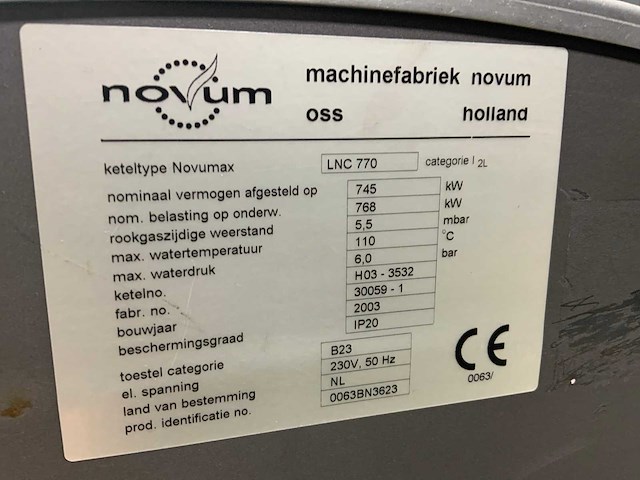 novum
machinefabriek novum
oss holland
keteltype Novumax LNC 770 categorie I 2L
nominaal vermogen afgesteld op 745 kW
nom. belasting op onderw. 768 kW
rookgaszijdige weerstand 5,5 mbar
max. watertemperatuur 110 °C
max. waterdruk 6,0 bar
ketelno. H03 - 3532
fabr. no. 30059 - 1
bouwjaar 2003
beschermingsgraad IP20
toestel categorie B23
el. spanning 230V, 50 Hz
land van bestemming NL
prod. identificatie no. 0063BN3623
CE
0063/